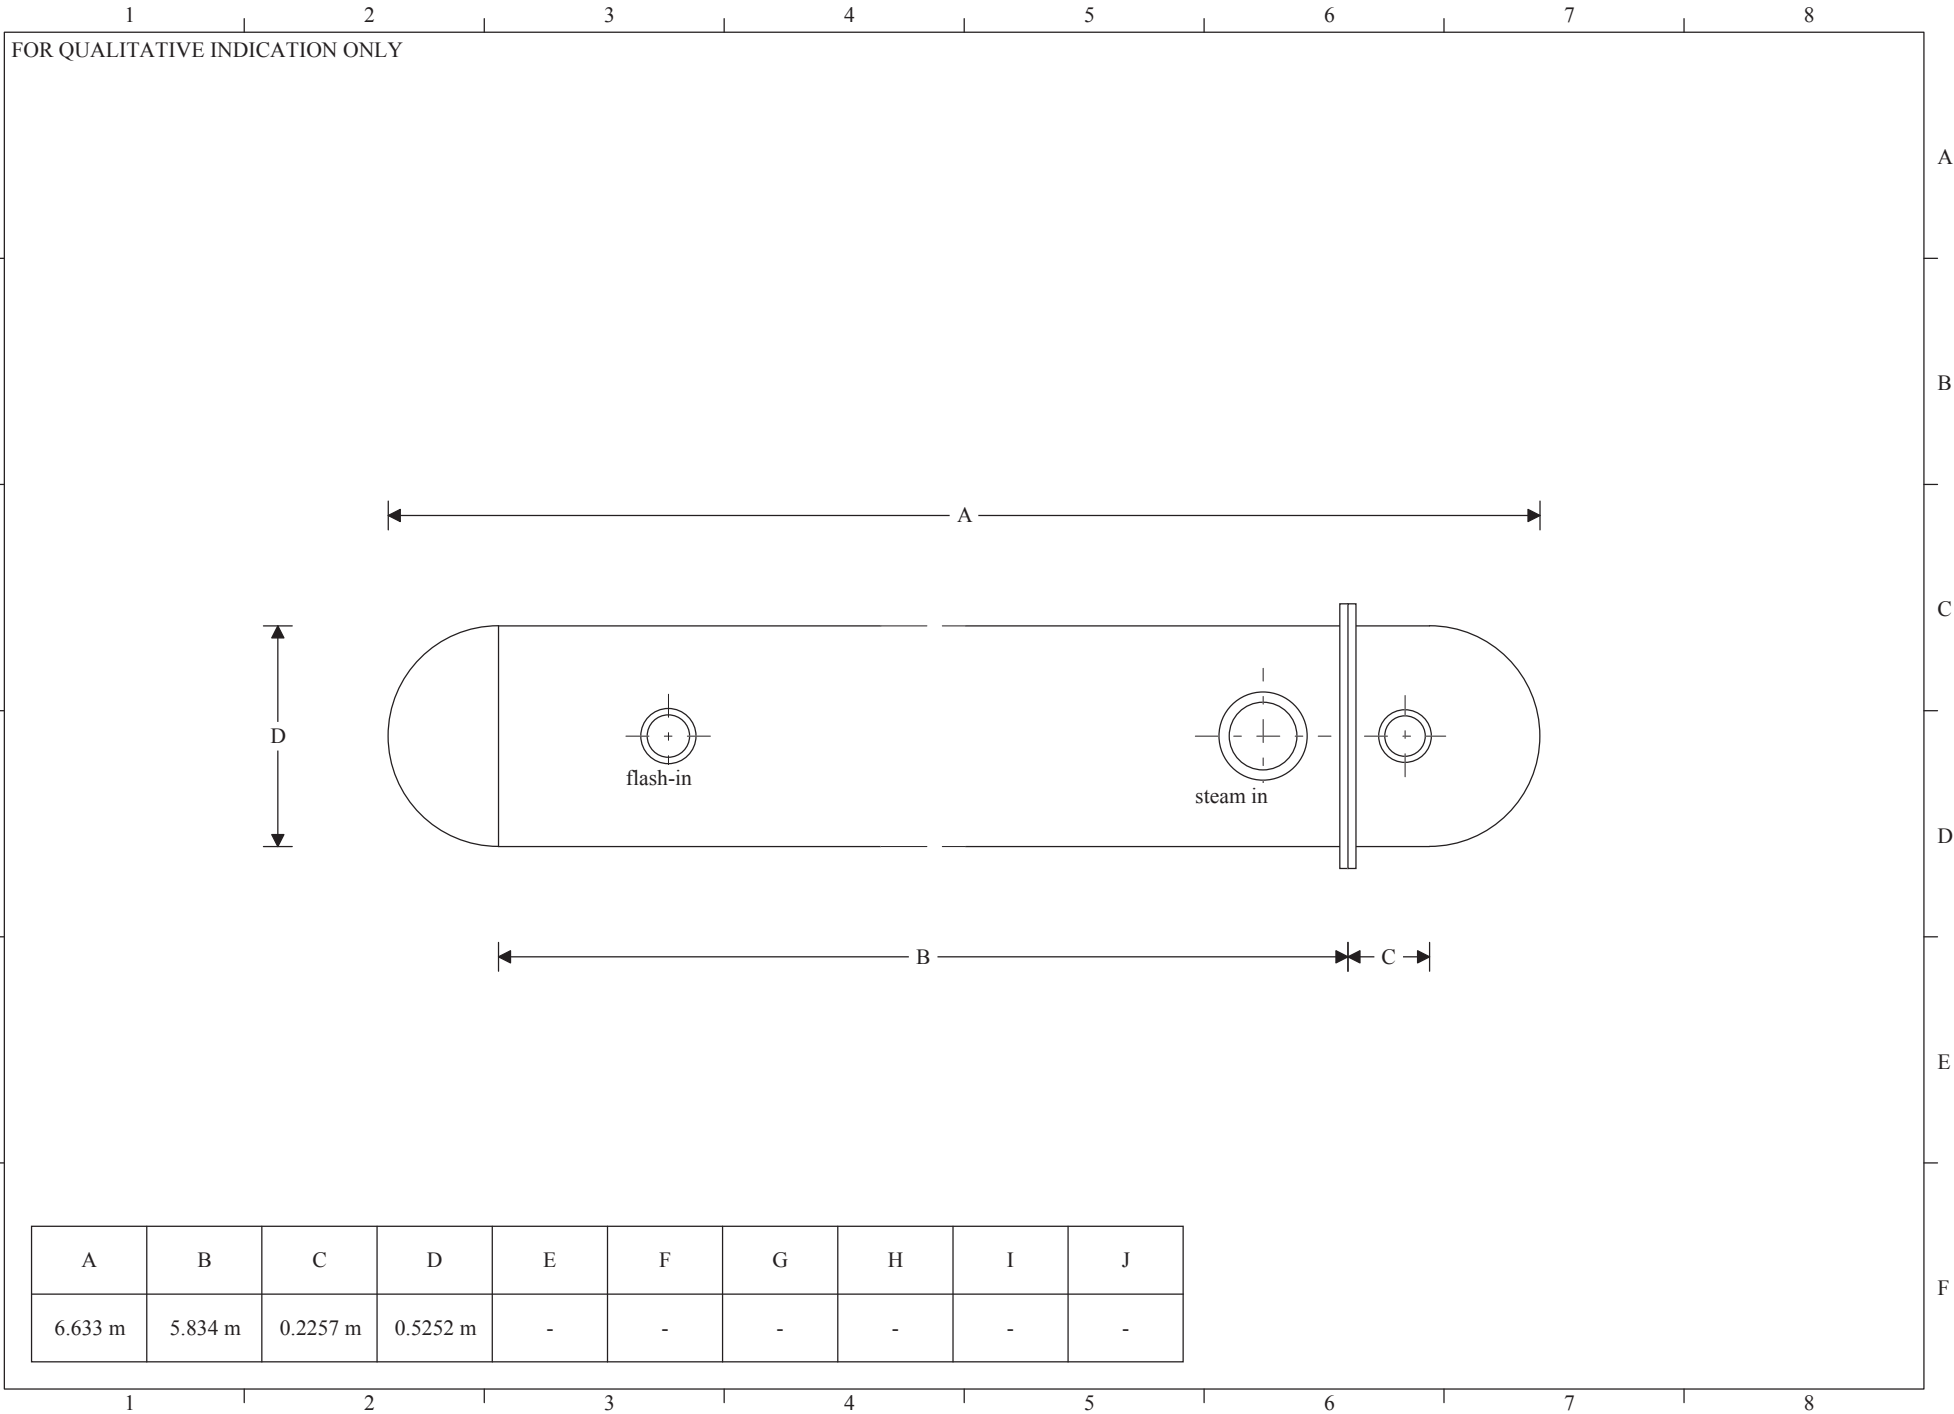 1 2 3 4 5 6 7 8
FOR QUALITATIVE INDICATION ONLY
A
B
A
C
D
flash-in
steam in
D
B C
E
A B C D E F G H I J
F
6.633 m 5.834 m 0.2257 m 0.5252 m - - - - - -
1 2 3 4 5 6 7 8